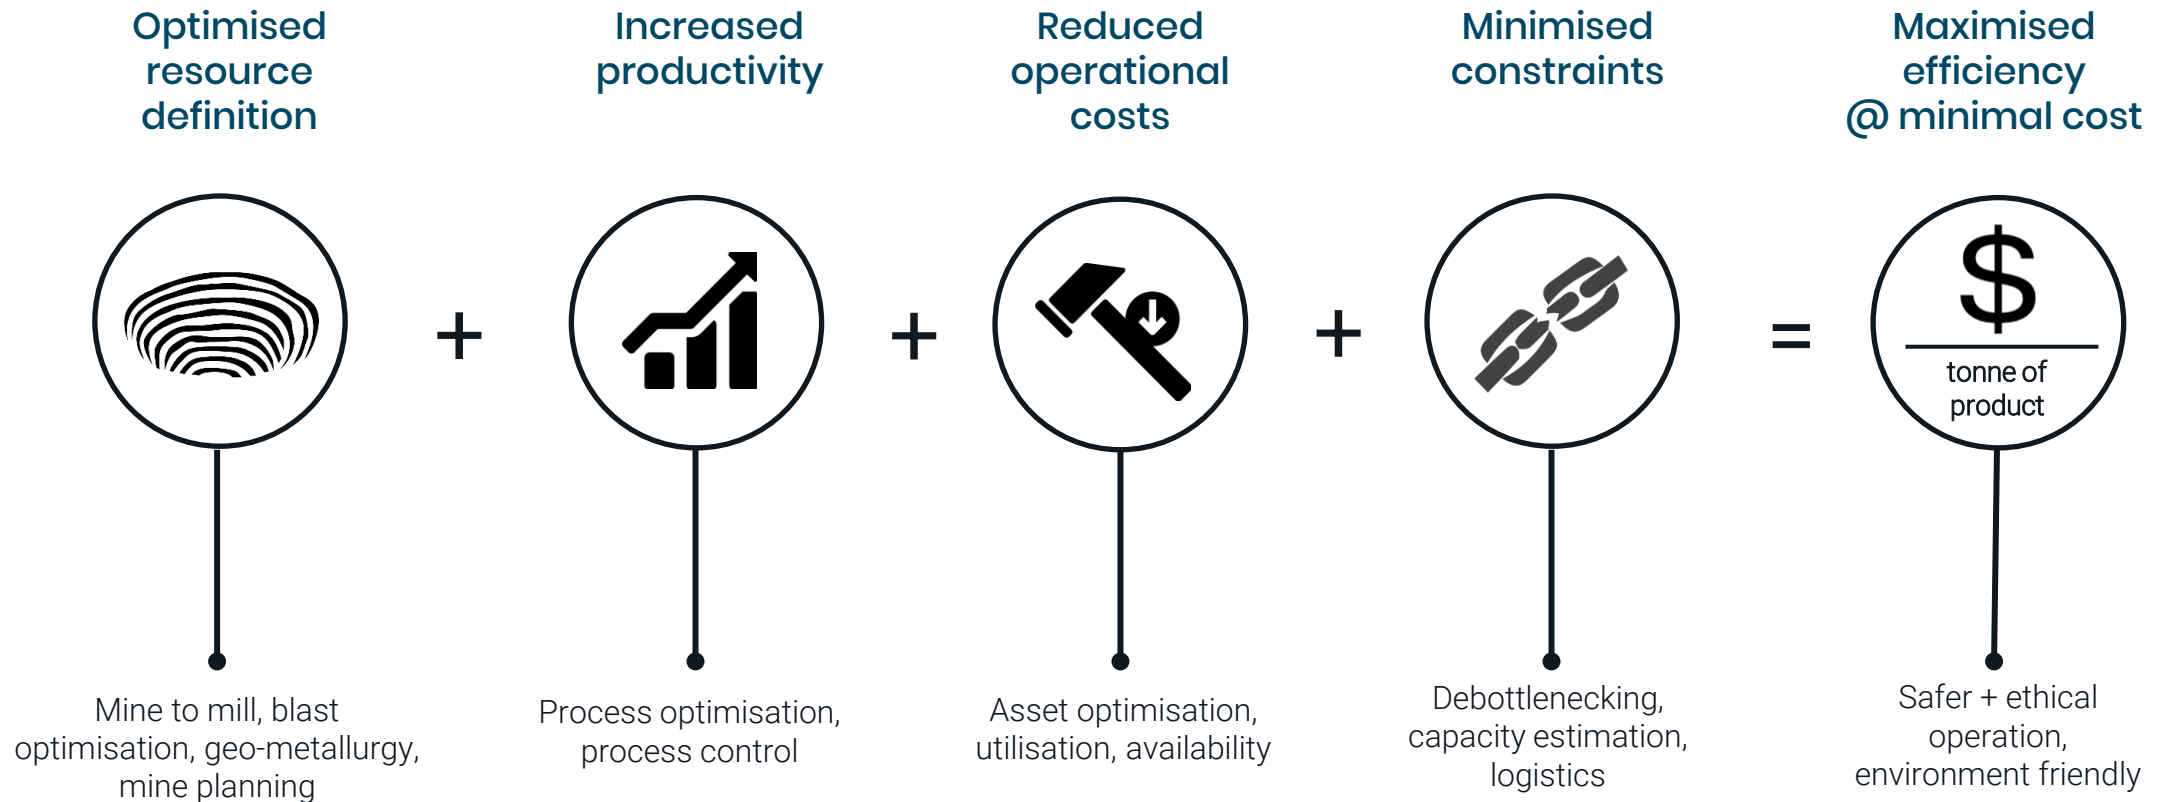 Optimised
resource
definition
Increased
productivity
Reduced
operational
costs
Minimised
constraints
Maximised
efficiency
@ minimal cost
+
+
+
=
$
tonne of
product
Mine to mill, blast
optimisation, geo-metallurgy,
mine planning
Process optimisation,
process control
Asset optimisation,
utilisation, availability
Debottlenecking,
capacity estimation,
logistics
Safer + ethical
operation,
environment friendly